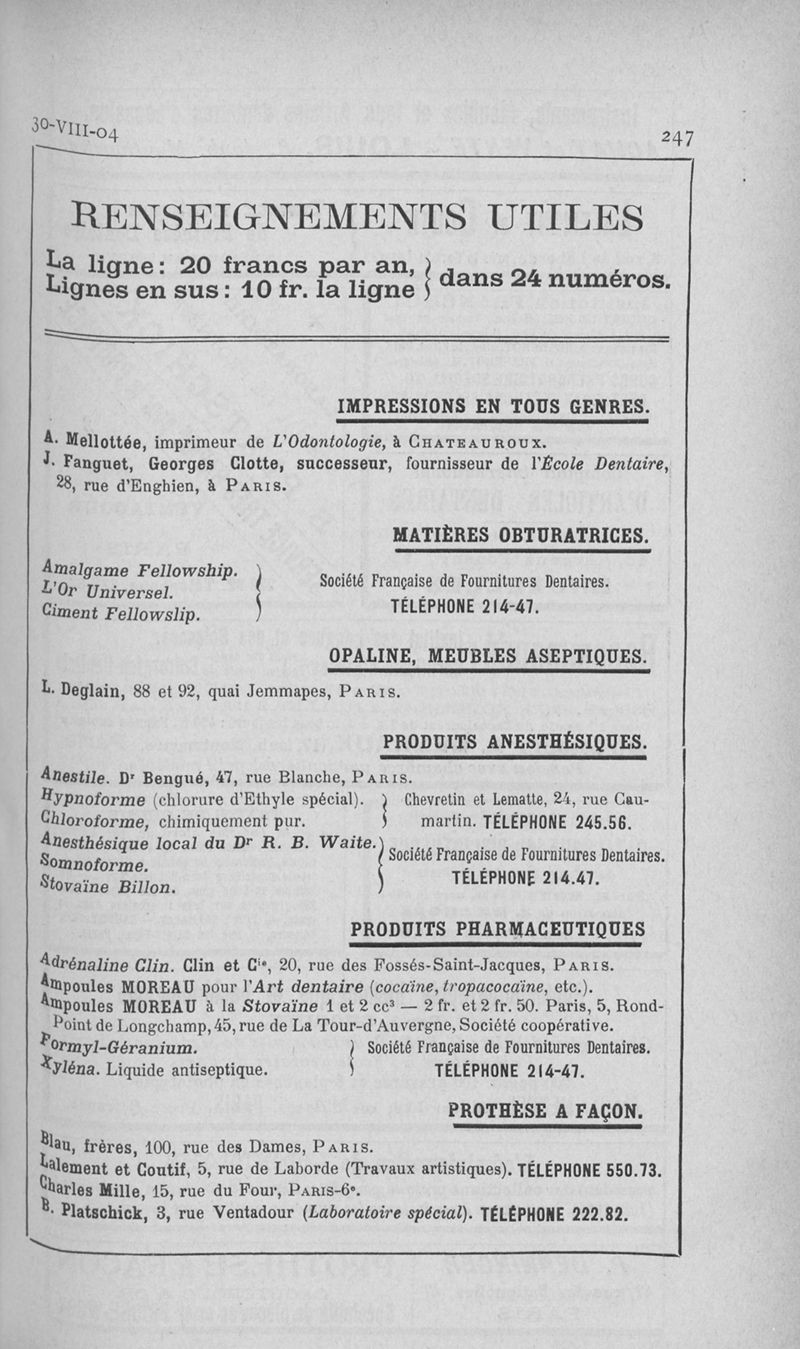 30-VIII-04
247
RENSEIGNEMENTS UTILES
La ligne : 20 francs par an, } dans 24 numéros.
Lignes en sus : 10 fr. la ligne
IMPRESSIONS EN TOUS GENRES.
A. Mellottée, imprimeur de L'Odontologie, à CHATEAUROUX.
J. Fanguet, Georges Clotte, successeur, fournisseur de l'École Dentaire,
28, rue d'Enghien, à PARIS.
MATIÈRES OBTURATRICES.
Amalgame Fellowship.
L'Or Universel.
Ciment Fellowslip.
Société Française de Fournitures Dentaires.
TÉLÉPHONE 214-47.
OPALINE, MEUBLES ASEPTIQUES.
L. Deglain, 88 et 92, quai Jemmapes, PARIS.
PRODUITS ANESTHÉSIQUES.
Anestile. Dr Bengué, 47, rue Blanche, PARIS.
Hypnoforme (chlorure d'Ethyle spécial). } Chevretin et Lematte, 24, rue Cau-
Chloroforme, chimiquement pur. martin. TÉLÉPHONE 245.56.
Anesthésique local du Dr R. B. Waite.
Somnoforme.
Stovaïne Billon.
Société Française de Fournitures Dentaires.
TÉLÉPHONE 214.47.
PRODUITS PHARMACEUTIQUES
Adrénaline Clin. Clin et Cie, 20, rue des Fossés-Saint-Jacques, PARIS.
Ampoules MOREAU pour l'Art dentaire (cocaïne, tropacocaïne, etc.).
Ampoules MOREAU à la Stovaïne 1 et 2 cc³ — 2 fr. et 2 fr. 50. Paris, 5, Rond-
Point de Longchamp, 45, rue de La Tour-d'Auvergne, Société coopérative.
Formyl-Géranium. } Société Française de Fournitures Dentaires.
Xyléna. Liquide antiseptique. TÉLÉPHONE 214-47.
PROTHÈSE A FAÇON.
Blau, frères, 100, rue des Dames, PARIS.
Lalement et Coutif, 5, rue de Laborde (Travaux artistiques). TÉLÉPHONE 550.73.
Charles Mille, 15, rue du Four, PARIS-6e.
B. Platschick, 3, rue Ventadour (Laboratoire spécial). TÉLÉPHONE 222.82.